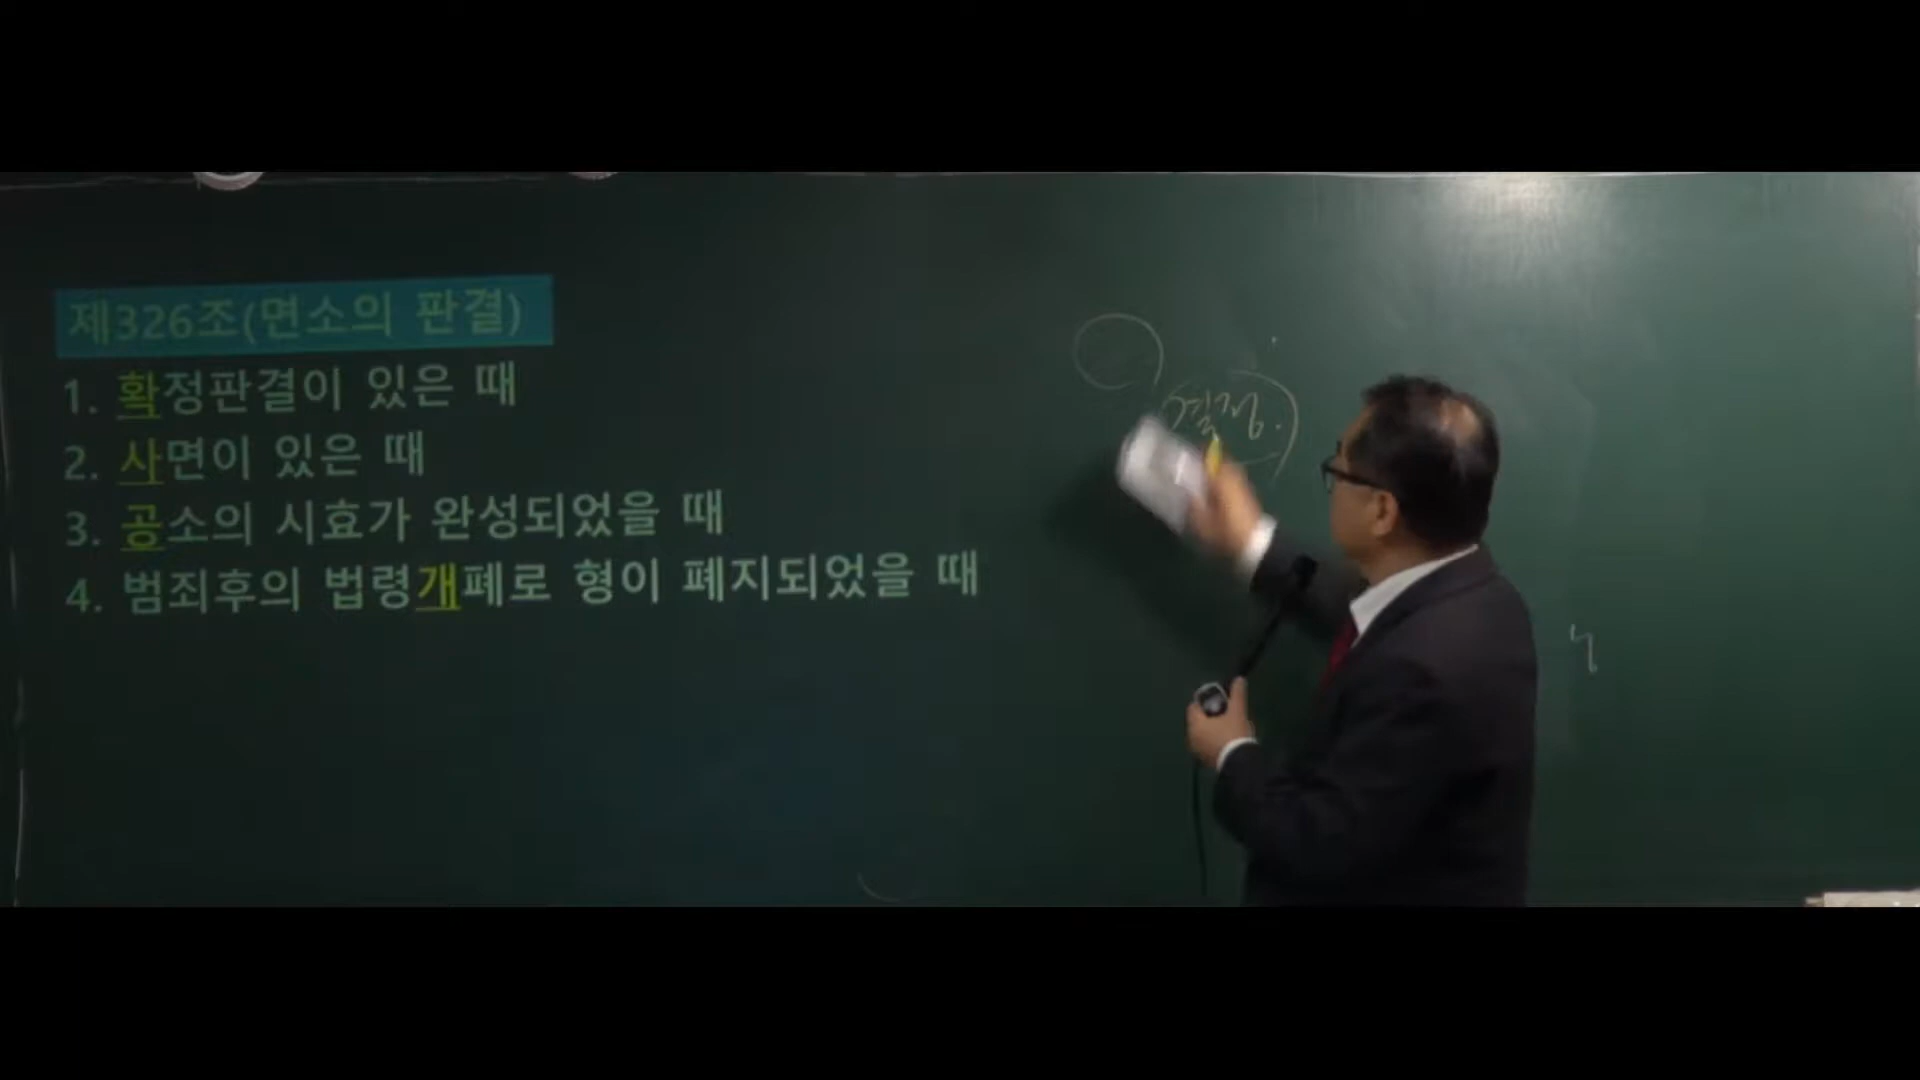 제326조(면소의 판결)
1. 확정판결이 있은 때
2. 사면이 있은 때
3. 공소의 시효가 완성되었을 때
4. 범죄후의 법령개폐로 형이 폐지되었을 때
결정.